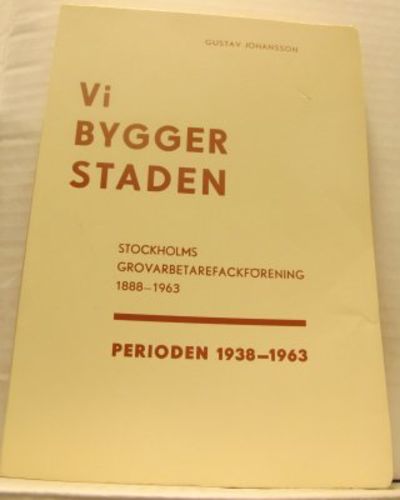 GUSTAV JOHANSSON
Vi
BYGGER
STADEN
STOCKHOLMS
GROVARBETAREFACKFÖRENING
1888–1963
PERIODEN 1938–1963